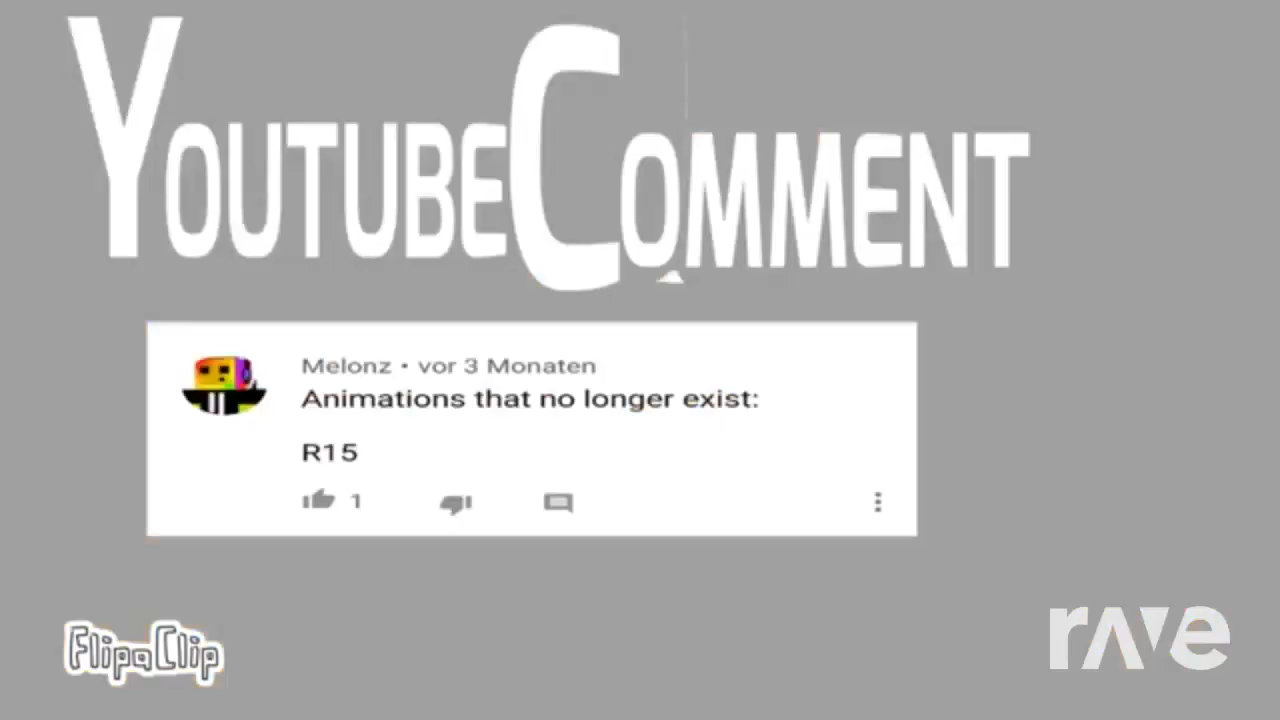 YOUTUBECOMMENT
Melonz • vor 3 Monaten
Animations that no longer exist:
R15
1
FlipaClip
rave